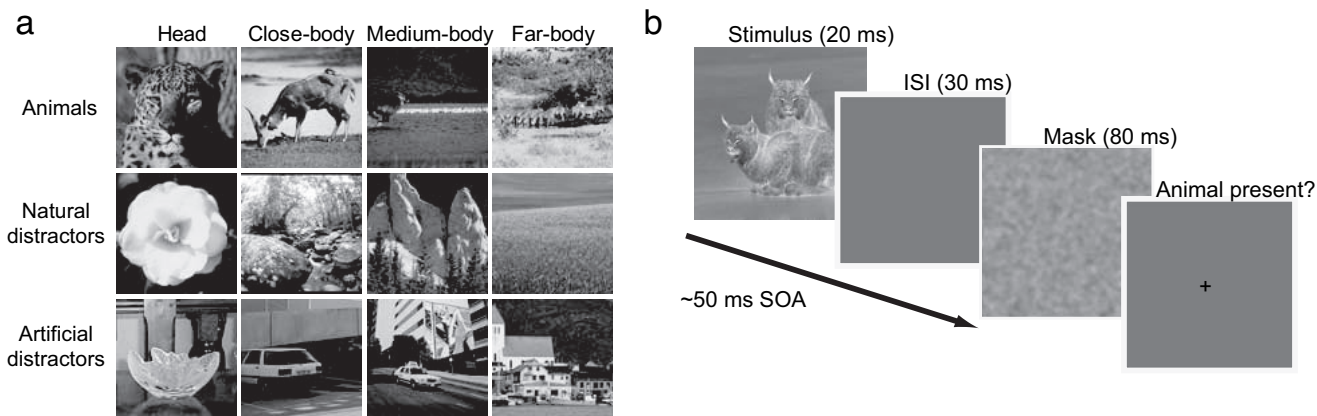 a
Head Close-body Medium-body Far-body
Animals
Natural
distractors
Artificial
distractors
b
Stimulus (20 ms)
ISI (30 ms)
Mask (80 ms)
Animal present?
~50 ms SOA